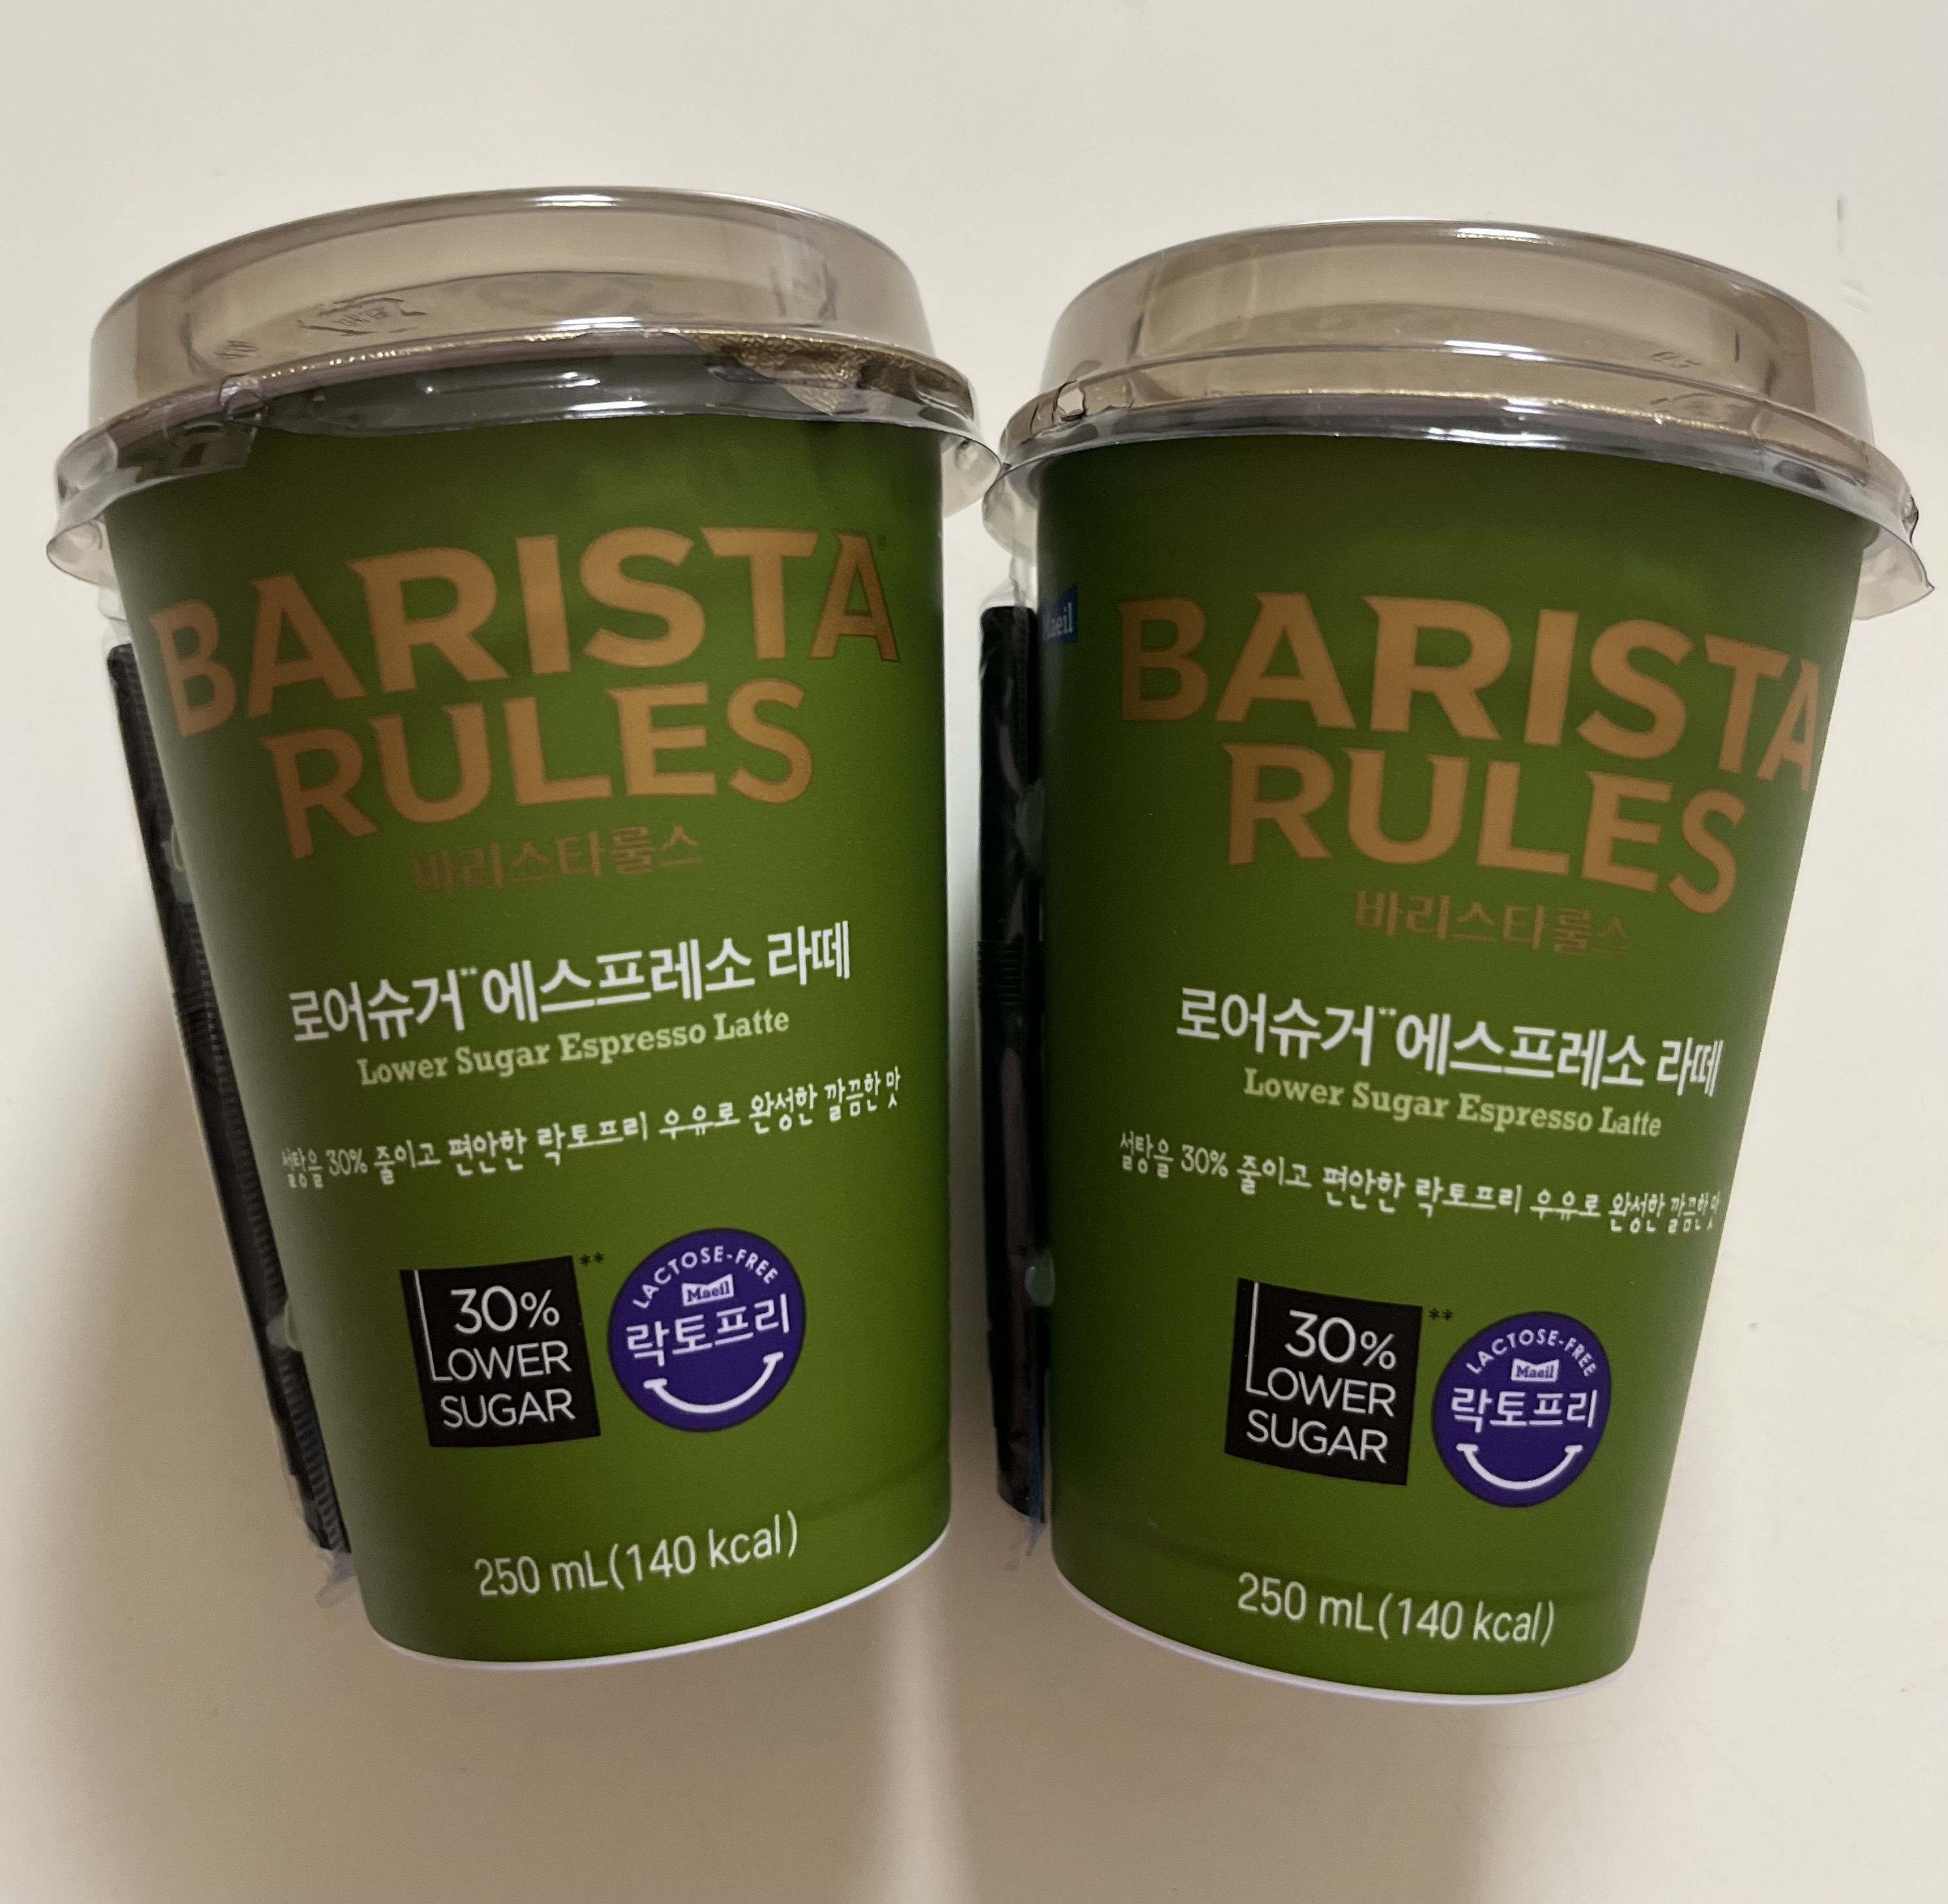 BARISTA
RULES
바리스타룰스
로어슈거**에스프레소 라떼
Lower Sugar Espresso Latte
설탕을 30% 줄이고 편안한 락토프리 우유로 완성한 깔끔한 맛
30%
LOWER
SUGAR
**
LACTOSE-FREE
Maeil
락토프리
250 mL(140 kcal)
Maeil
BARISTA
RULES
바리스타룰스
로어슈거**에스프레소 라떼
Lower Sugar Espresso Latte
설탕을 30% 줄이고 편안한 락토프리 우유로 완성한 깔끔한 맛
30%
LOWER
SUGAR
**
LACTOSE-FREE
Maeil
락토프리
250 mL(140 kcal)